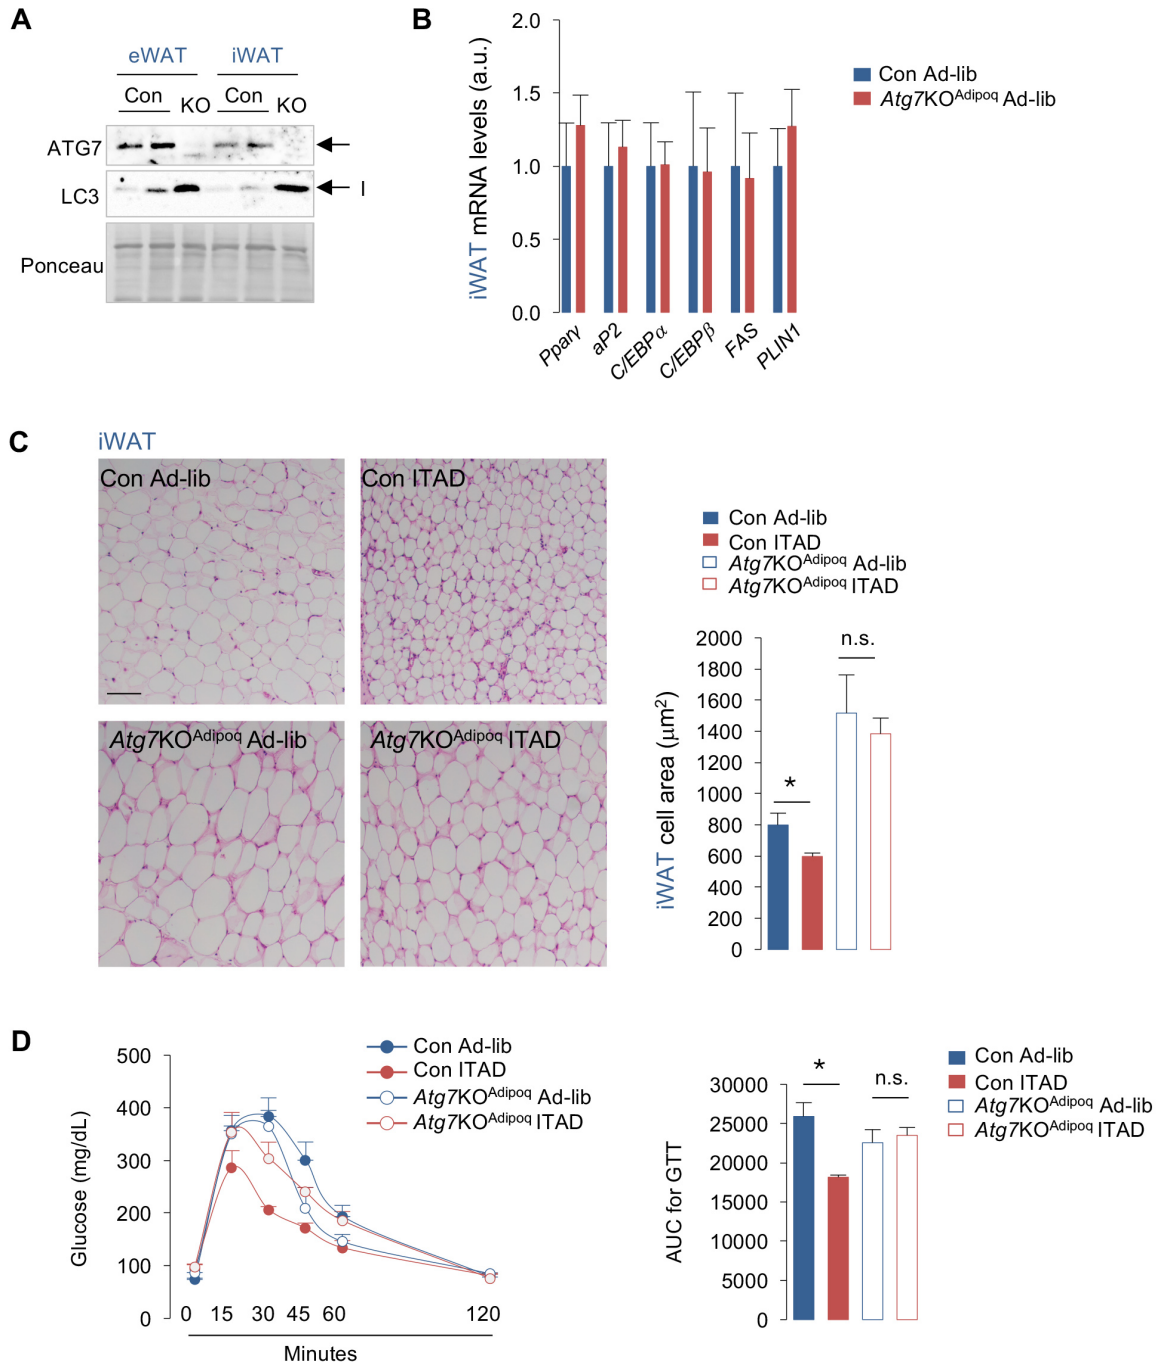 A
eWAT iWAT
Con KO Con KO
ATG7
LC3
I
Ponceau
B
iWAT mRNA levels (a.u.)
2.0
1.5
1.0
0.5
0.0
Pparγ aP2 C/EBPα C/EBPβ FAS PLIN1
Con Ad-lib
Atg7KOAdipoq Ad-lib
C
iWAT
Con Ad-lib
Con ITAD
Atg7KOAdipoq Ad-lib
Atg7KOAdipoq ITAD
Con Ad-lib
Con ITAD
Atg7KOAdipoq Ad-lib
Atg7KOAdipoq ITAD
iWAT cell area (μm2)
2000
1800
1600
1400
1200
1000
800
600
400
200
0
*
n.s.
D
Glucose (mg/dL)
500
400
300
200
100
0
0 15 30 45 60 120
Minutes
Con Ad-lib
Con ITAD
Atg7KOAdipoq Ad-lib
Atg7KOAdipoq ITAD
AUC for GTT
30000
25000
20000
15000
10000
5000
0
*
n.s.
Con Ad-lib
Con ITAD
Atg7KOAdipoq Ad-lib
Atg7KOAdipoq ITAD